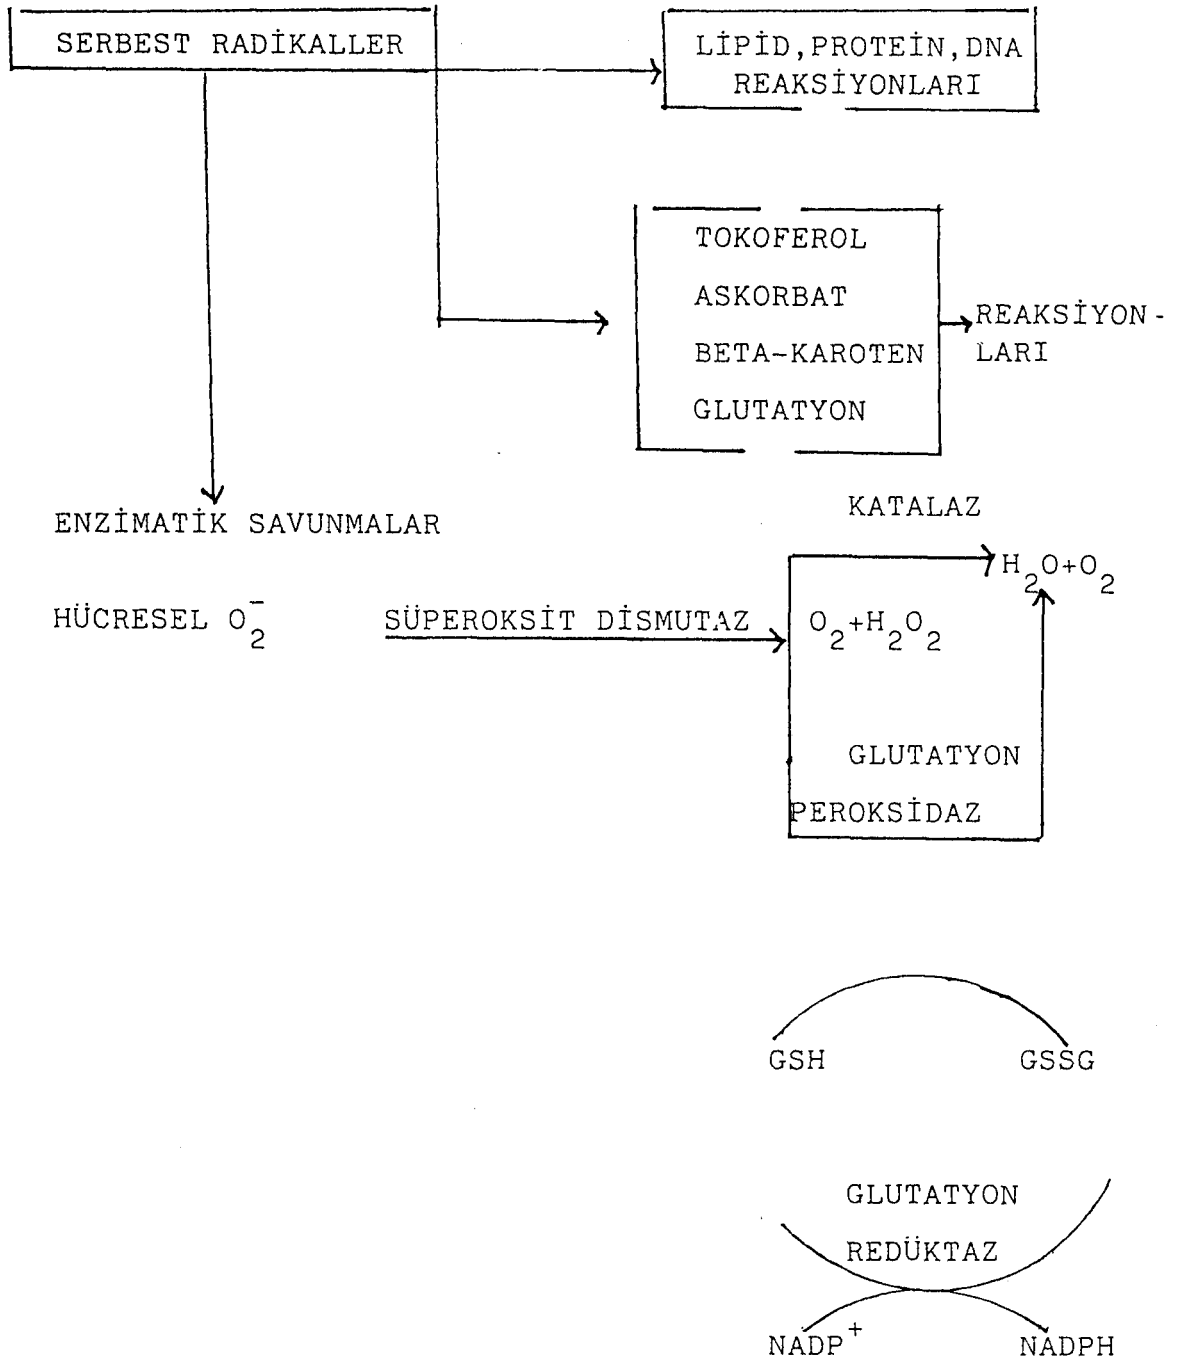 SERBEST RADİKALLER
LİPİD,PROTEİN,DNA
REAKSİYONLARI
TOKOFEROL
ASKORBAT
BETA-KAROTEN
GLUTATYON
REAKSİYON-
LARI
ENZİMATİK SAVUNMALAR
KATALAZ
H₂O+O₂
HÜCRESEL O₂⁻
SÜPEROKSİT DİSMUTAZ
O₂+H₂O₂
GLUTATYON
PEROKSİDAZ
GSH
GSSG
GLUTATYON
REDÜKTAZ
NADP⁺
NADPH